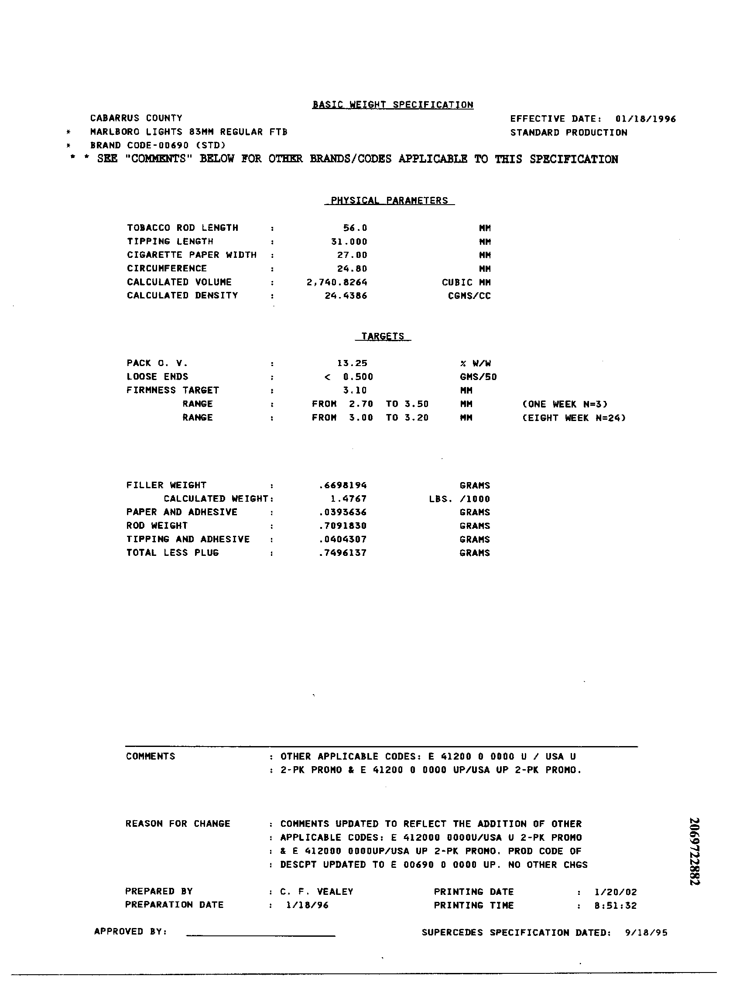 BASIC WEIGHT SPECIFICATION
CABARRUS COUNTY EFFECTIVE DATE: 01/18/1996
* MARLBORO LIGHTS 83MM REGULAR FTB STANDARD PRODUCTION
* BRAND CODE-00690 (STD)
* * SEE "COMMENTS" BELOW FOR OTHER BRANDS/CODES APPLICABLE TO THIS SPECIFICATION
PHYSICAL PARAMETERS
TOBACCO ROD LENGTH : 56.0 MM
TIPPING LENGTH : 31.000 MM
CIGARETTE PAPER WIDTH : 27.00 MM
CIRCUMFERENCE : 24.80 MM
CALCULATED VOLUME : 2,740.8264 CUBIC MM
CALCULATED DENSITY : 24.4386 CGMS/CC
TARGETS
PACK O. V. : 13.25 % W/W
LOOSE ENDS : < 0.500 GMS/50
FIRMNESS TARGET : 3.10 MM
RANGE : FROM 2.70 TO 3.50 MM (ONE WEEK N=3)
RANGE : FROM 3.00 TO 3.20 MM (EIGHT WEEK N=24)
FILLER WEIGHT : .6698194 GRAMS
CALCULATED WEIGHT: 1.4767 LBS. /1000
PAPER AND ADHESIVE : .0393636 GRAMS
ROD WEIGHT : .7091830 GRAMS
TIPPING AND ADHESIVE : .0404307 GRAMS
TOTAL LESS PLUG : .7496137 GRAMS
COMMENTS : OTHER APPLICABLE CODES: E 41200 0 0000 U / USA U
: 2-PK PROMO & E 41200 0 0000 UP/USA UP 2-PK PROMO.
REASON FOR CHANGE : COMMENTS UPDATED TO REFLECT THE ADDITION OF OTHER
: APPLICABLE CODES: E 412000 0000U/USA U 2-PK PROMO
: & E 412000 0000UP/USA UP 2-PK PROMO. PROD CODE OF
: DESCPT UPDATED TO E 00690 0 0000 UP. NO OTHER CHGS
PREPARED BY : C. F. VEALEY PRINTING DATE : 1/20/02
PREPARATION DATE : 1/18/96 PRINTING TIME : 8:51:32
APPROVED BY: SUPERCEDES SPECIFICATION DATED: 9/18/95
2069722882